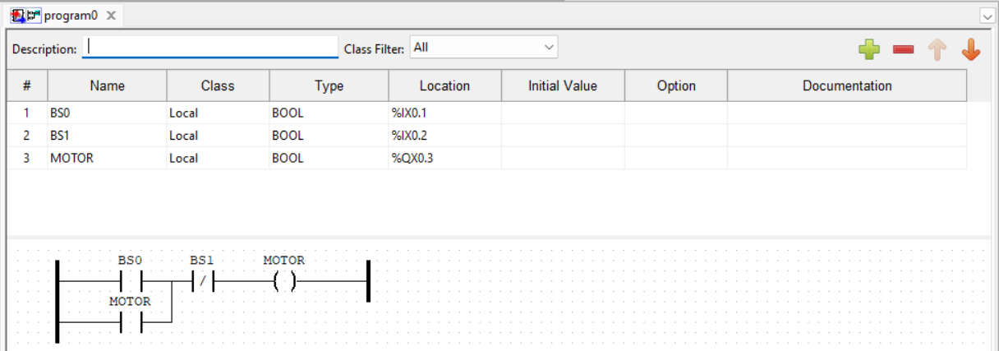 program0
Description: Class Filter: All
# Name Class Type Location Initial Value Option Documentation
1 BS0 Local BOOL %IX0.1
2 BS1 Local BOOL %IX0.2
3 MOTOR Local BOOL %QX0.3
BS0 BS1 MOTOR
MOTOR